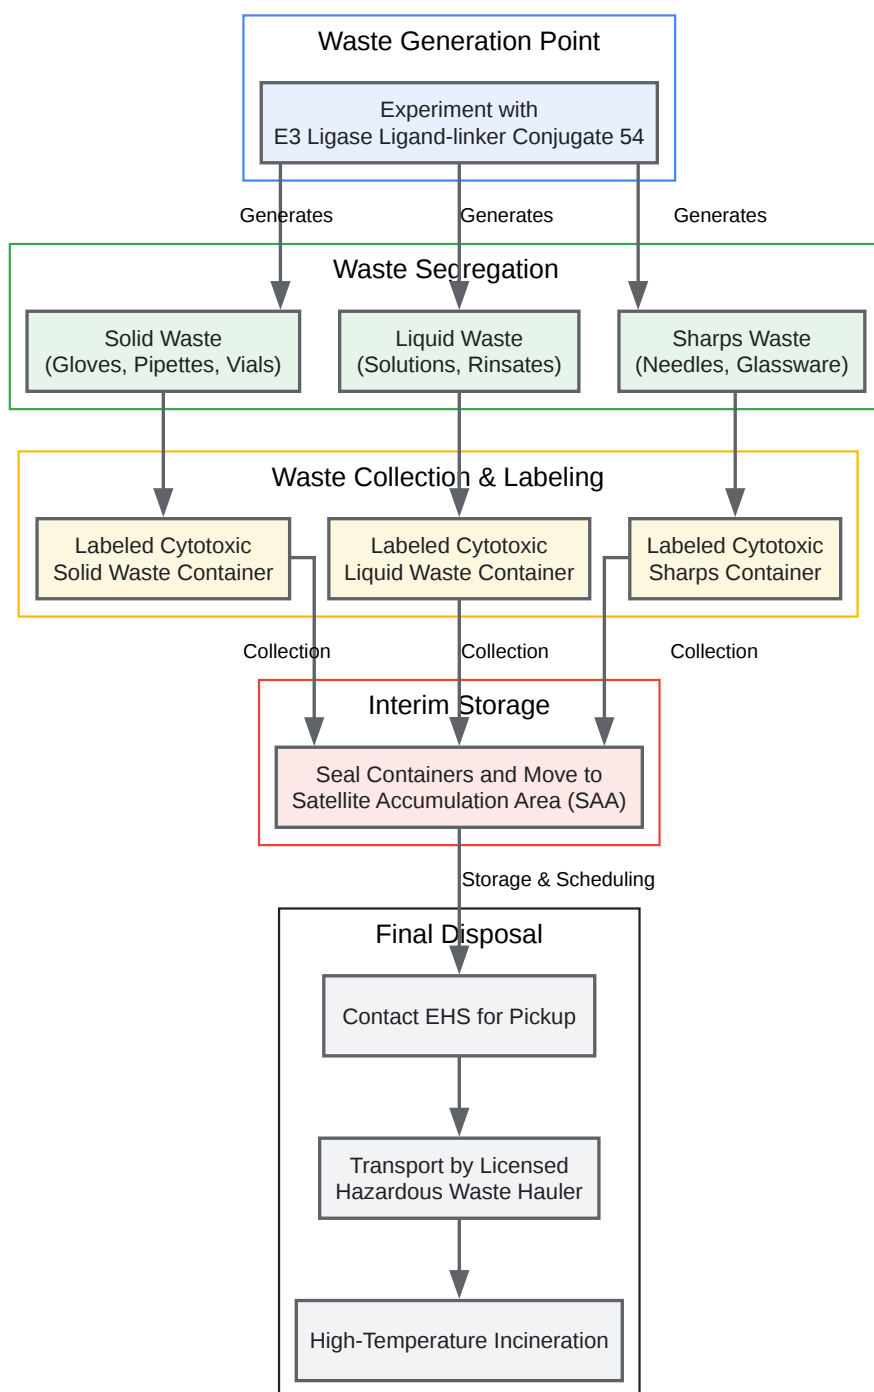 Waste Generation Point
Experiment with
E3 Ligase Ligand-linker Conjugate 54
Generates
Generates
Generates
Waste Segregation
Solid Waste
(Gloves, Pipettes, Vials)
Liquid Waste
(Solutions, Rinsates)
Sharps Waste
(Needles, Glassware)
Waste Collection & Labeling
Labeled Cytotoxic
Solid Waste Container
Labeled Cytotoxic
Liquid Waste Container
Labeled Cytotoxic
Sharps Container
Collection
Collection
Collection
Interim Storage
Seal Containers and Move to
Satellite Accumulation Area (SAA)
Storage & Scheduling
Final Disposal
Contact EHS for Pickup
Transport by Licensed
Hazardous Waste Hauler
High-Temperature Incineration